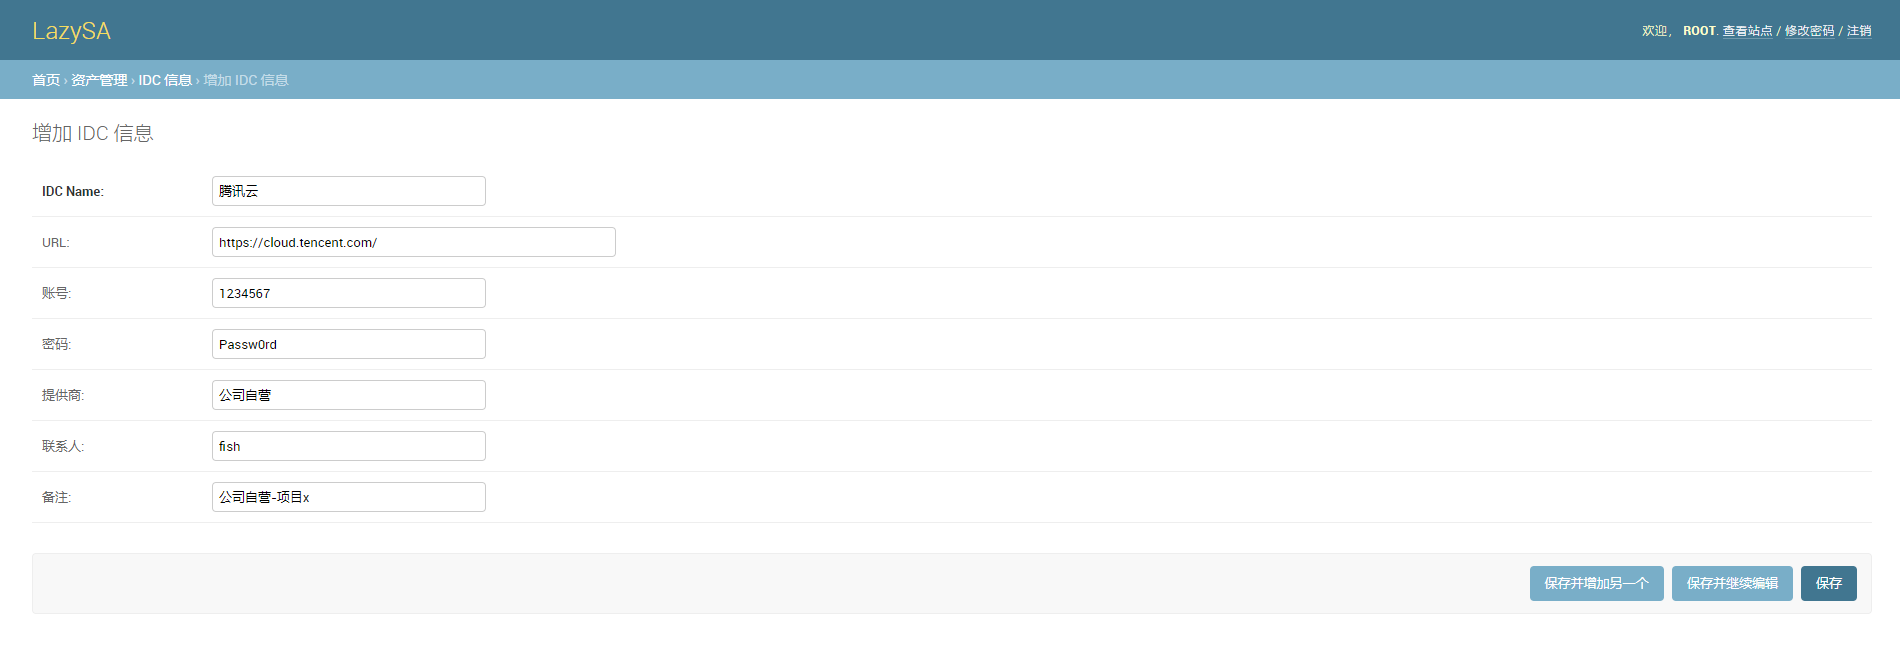 LazySA
欢迎， ROOT. 查看站点 / 修改密码 / 注销
首页 › 资产管理 › IDC 信息 › 增加 IDC 信息
增加 IDC 信息
IDC Name: 腾讯云
URL: https://cloud.tencent.com/
账号: 1234567
密码: Passw0rd
提供商: 公司自营
联系人: fish
备注: 公司自营-项目x
保存并增加另一个 保存并继续编辑 保存